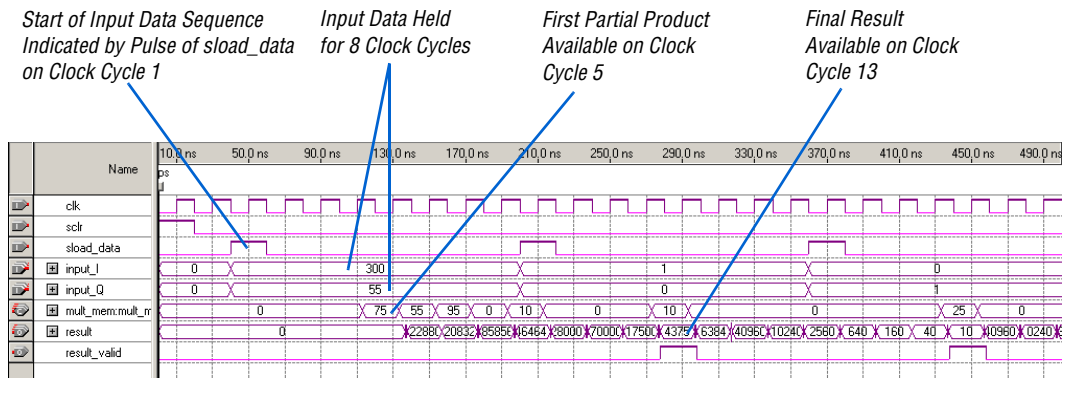 Start of Input Data Sequence
Indicated by Pulse of sload_data
on Clock Cycle 1
Input Data Held
for 8 Clock Cycles
First Partial Product
Available on Clock
Cycle 5
Final Result
Available on Clock
Cycle 13
Name
ps
10.0 ns 50.0 ns 90.0 ns 130.0 ns 170.0 ns 210.0 ns 250.0 ns 290.0 ns 330.0 ns 370.0 ns 410.0 ns 450.0 ns 490.0 ns
clk
sclr
sload_data
input_I 0 300 1 0
input_Q 0 55 0 1
mult_mem:mult_m 0 75 55 95 0 10 0 10 0 25 0
result 0 22880 20832 85856 46464 28000 70000 17500 4375 6384 40960 10240 2560 640 160 40 10 40960 0240
result_valid